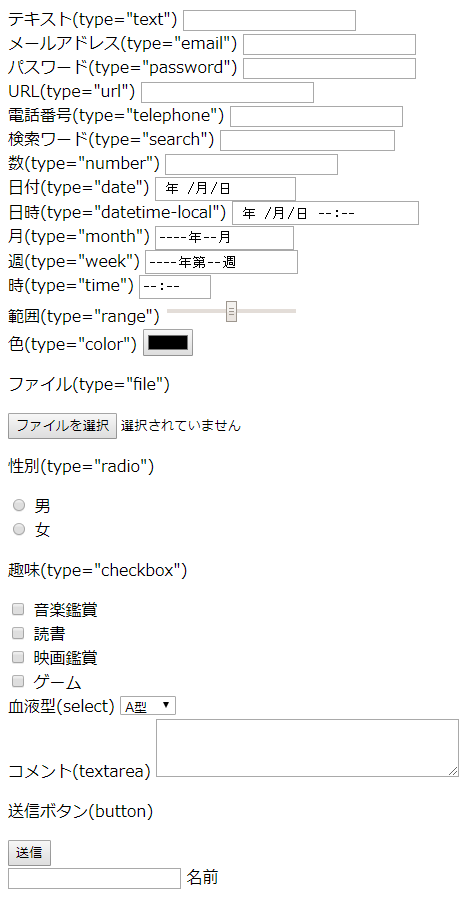 テキスト(type="text")
メールアドレス(type="email")
パスワード(type="password")
URL(type="url")
電話番号(type="telephone")
検索ワード(type="search")
数(type="number")
日付(type="date") 年 /月/日
日時(type="datetime-local") 年 /月/日 --:--
月(type="month") ----年--月
週(type="week") ----年第--週
時(type="time") --:--
範囲(type="range")
色(type="color")
ファイル(type="file")
ファイルを選択 選択されていません
性別(type="radio")
男
女
趣味(type="checkbox")
音楽鑑賞
読書
映画鑑賞
ゲーム
血液型(select) A型
コメント(textarea)
送信ボタン(button)
送信
名前